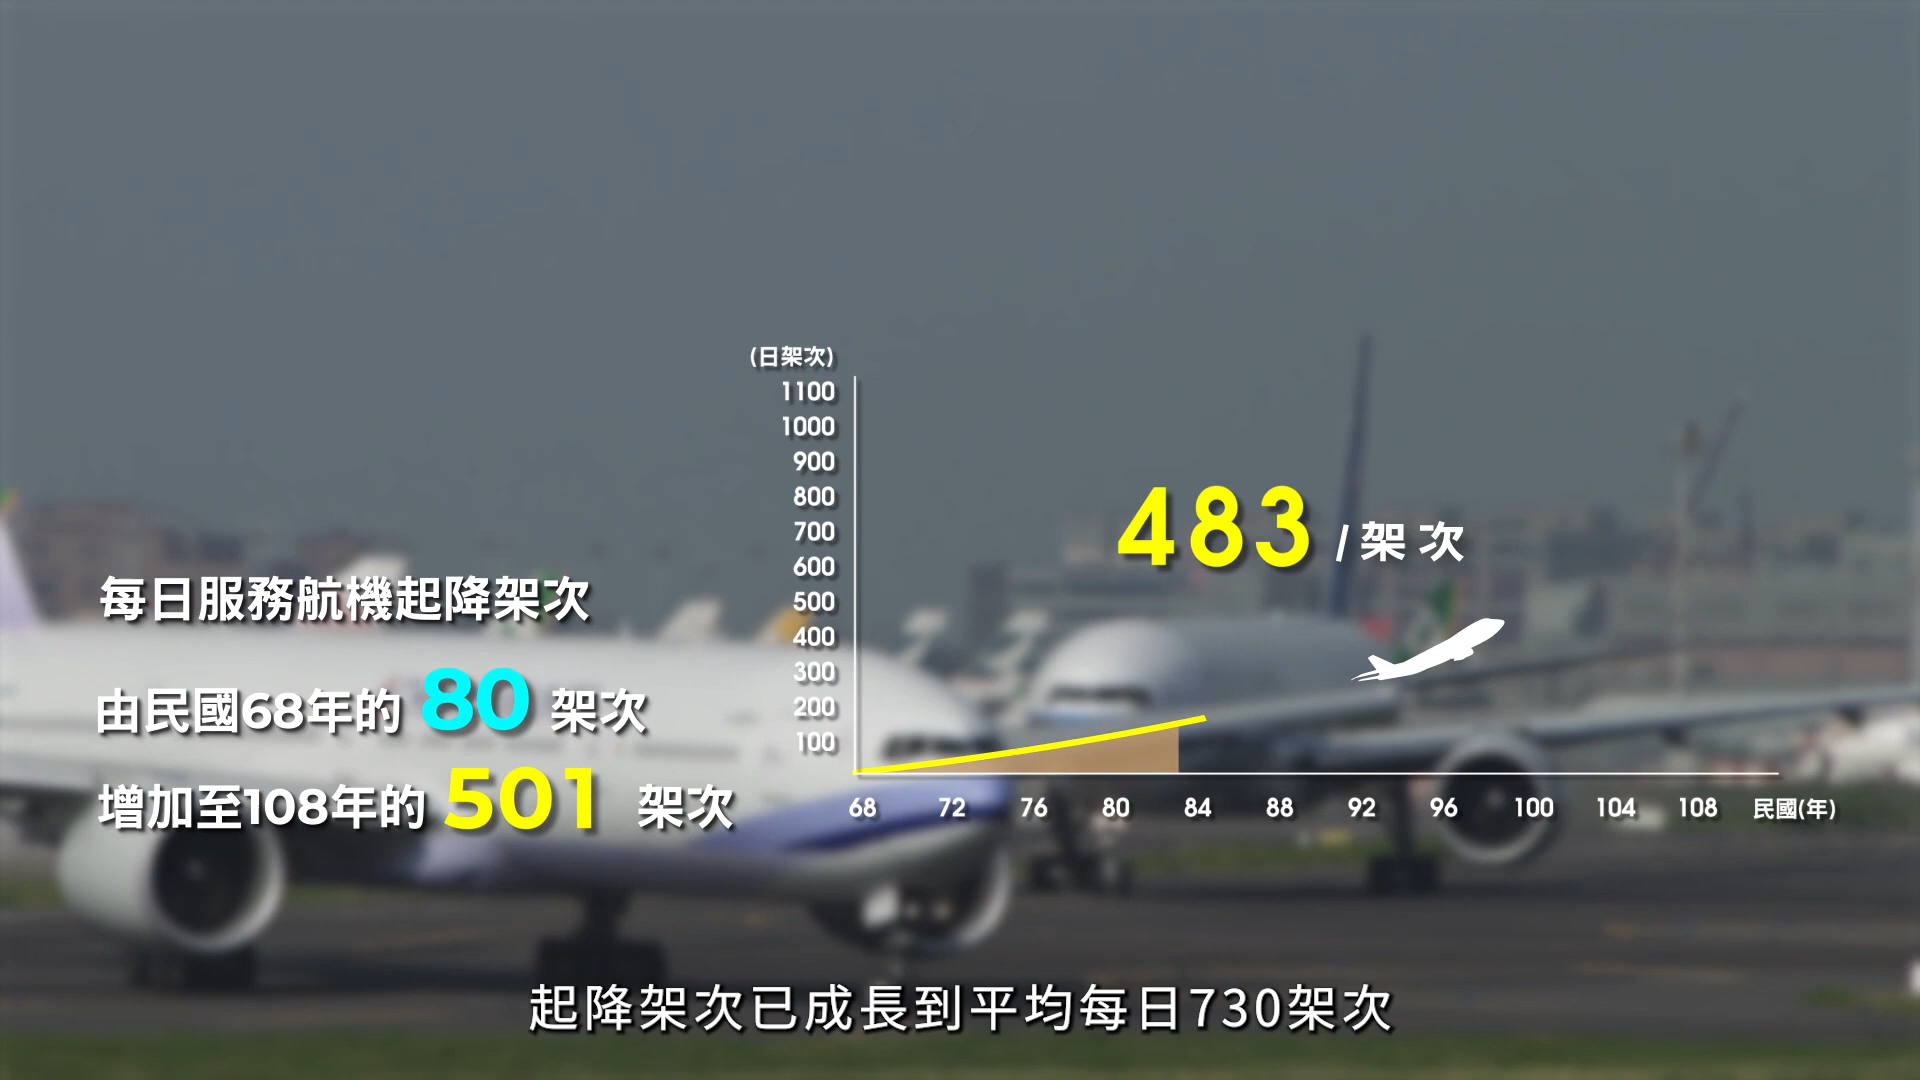 (日架次)
1100
1000
900
800
700
600
500
400
300
200
100
68 72 76 80 84 88 92 96 100 104 108 民國(年)
483 /架次
每日服務航機起降架次
由民國68年的 80 架次
增加至108年的 501 架次
起降架次已成長到平均每日730架次